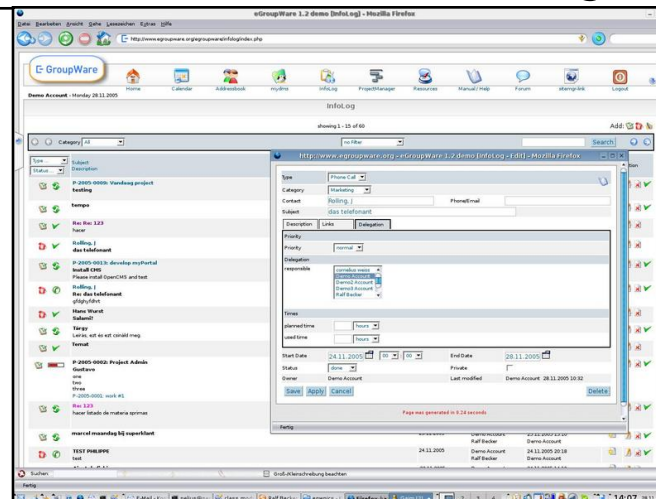 eGroupWare 1.2 demo [InfoLog] - Mozilla Firefox
Datei Bearbeiten Ansicht Gehe Lesezeichen Extras Hilfe
http://www.egroupware.org/egroupware/infolog/index.php
GroupWare
Home Calendar Addressbook mydms InfoLog ProjectManager Resources Manual / Help Forum sitemgr-link Logout
Demo Account - Monday 28.11.2005
InfoLog
showing 1 - 15 of 60
Add:
Category All no Filter Search
Type ...
Status ...
Subject
Description
P-2005-0009: Vandaag project
testing
tempo
Re: Re: 123
hacer
Rolling, J
das telefonant
P-2005-0013: develop myPortal
Install CMS
Please install OpenCMS and test
Rolling, J
Re: das telefonant
gfdghyfdht
Hans Wurst
Salami!
Tárgy
Leírás, ezt és ezt csináld meg.
Temat
P-2005-0002: Project Admin
Gustavo
one
two
three
P-2005-0001: work #1
Re: 123
hacer listado de materia oprimas
marcel maandag bij superklant
TEST PHILIPPE
test
24.11.2005
Demo Account
Ralf Becker
24.11.2005 20:18
Ralf Becker
http://www.egroupware.org - eGroupWare 1.2 demo [InfoLog - Edit] - Mozilla Firefox
Type Phone Call
Category Marketing
Contact Rolling, J Phone/Email
Subject das telefonant
Description Links Delegation
Priority
Priority normal
Delegation
responsible
cornelius weiss
Demo Account
Demo2 Account
Demo3 Account
Ralf Becker
Times
planned time hours
used time hours
Start Date 24.11.2005 00 : 00 End Date 28.11.2005
Status done Private
Owner Demo Account Last modified Demo Account 28.11.2005 10:32
Save Apply Cancel Delete
Page was generated in 0.24 seconds
Fertig
Suchen: Groß-/Kleinschreibung beachten
Fertig
14:07